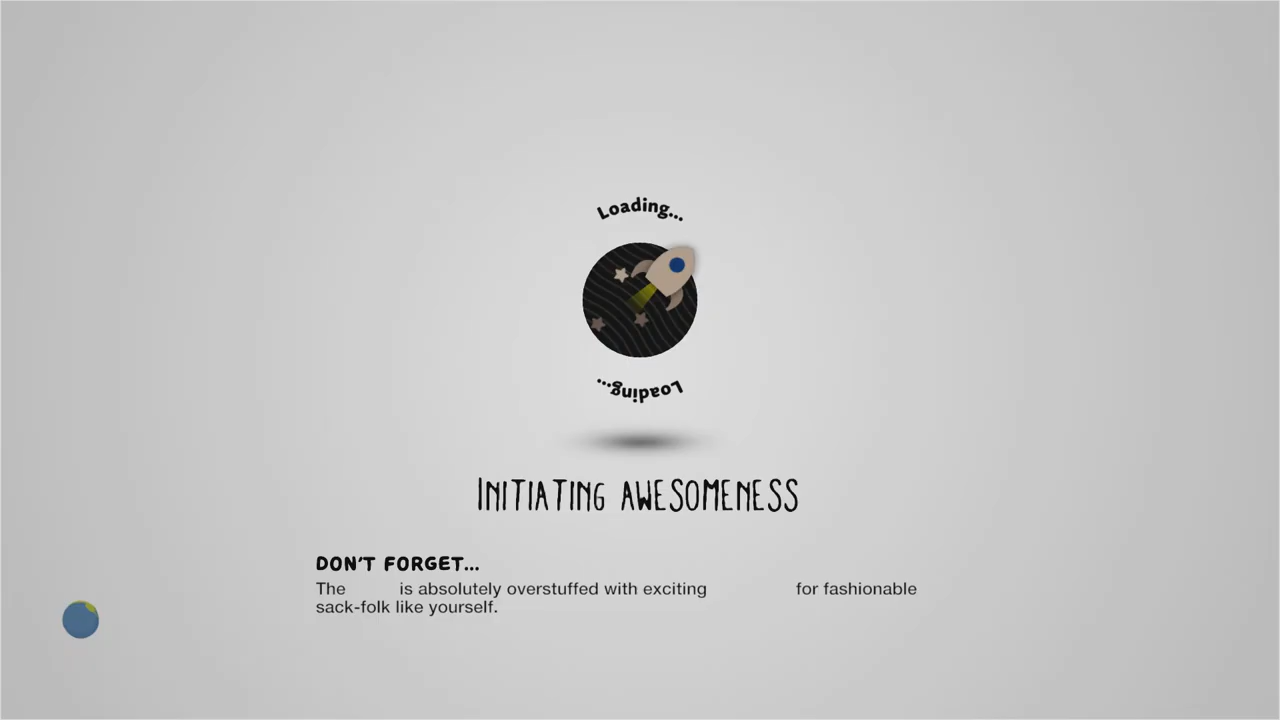 Loading...
Loading...
INITIATING AWESOMENESS
DON'T FORGET...
The is absolutely overstuffed with exciting for fashionable
sack-folk like yourself.